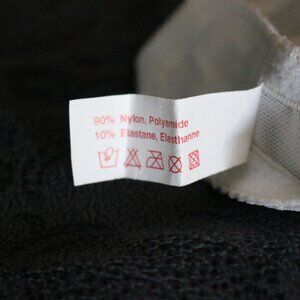 90% Nylon, Polyamide
10% Elastane, Elasthanne